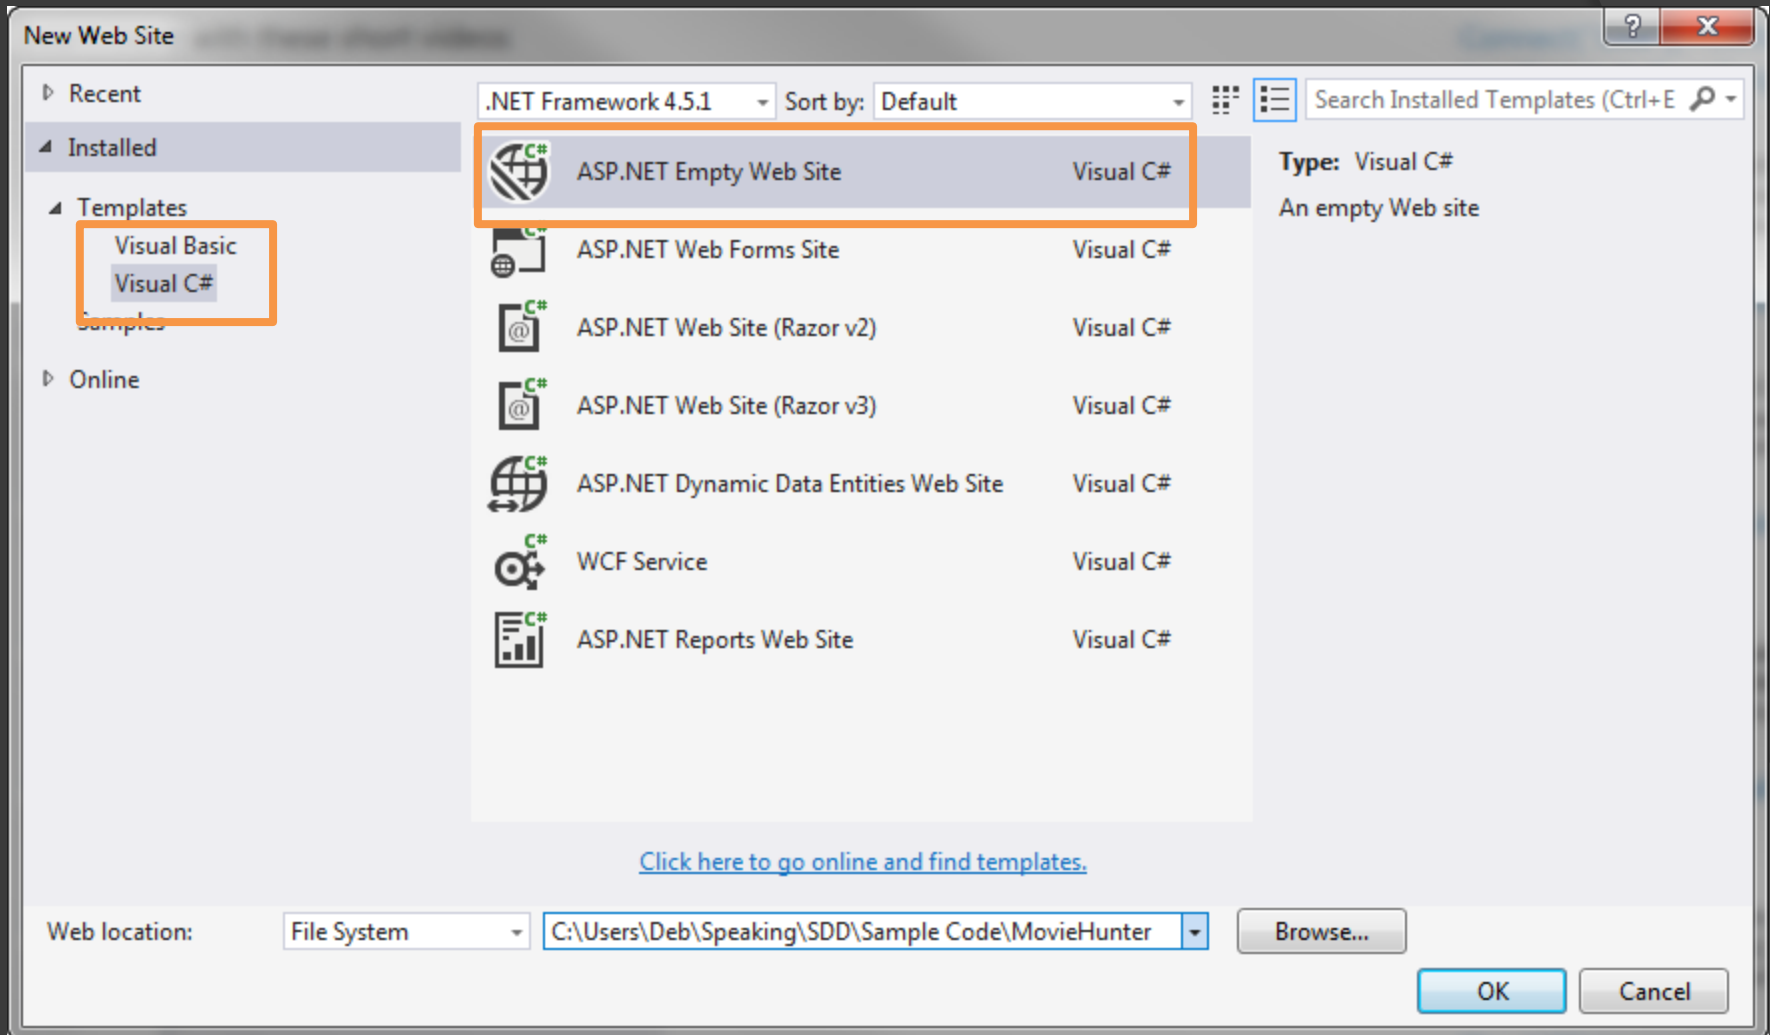 New Web Site
Recent
Installed
Templates
Visual Basic
Visual C#
Samples
Online
.NET Framework 4.5.1
Sort by:
Default
Search Installed Templates (Ctrl+E
C# ASP.NET Empty Web Site Visual C#
C# ASP.NET Web Forms Site Visual C#
C# @ ASP.NET Web Site (Razor v2) Visual C#
C# @ ASP.NET Web Site (Razor v3) Visual C#
C# ASP.NET Dynamic Data Entities Web Site Visual C#
C# WCF Service Visual C#
C# ASP.NET Reports Web Site Visual C#
Type: Visual C#
An empty Web site
Click here to go online and find templates.
Web location:
File System
C:\Users\Deb\Speaking\SDD\Sample Code\MovieHunter
Browse...
OK
Cancel